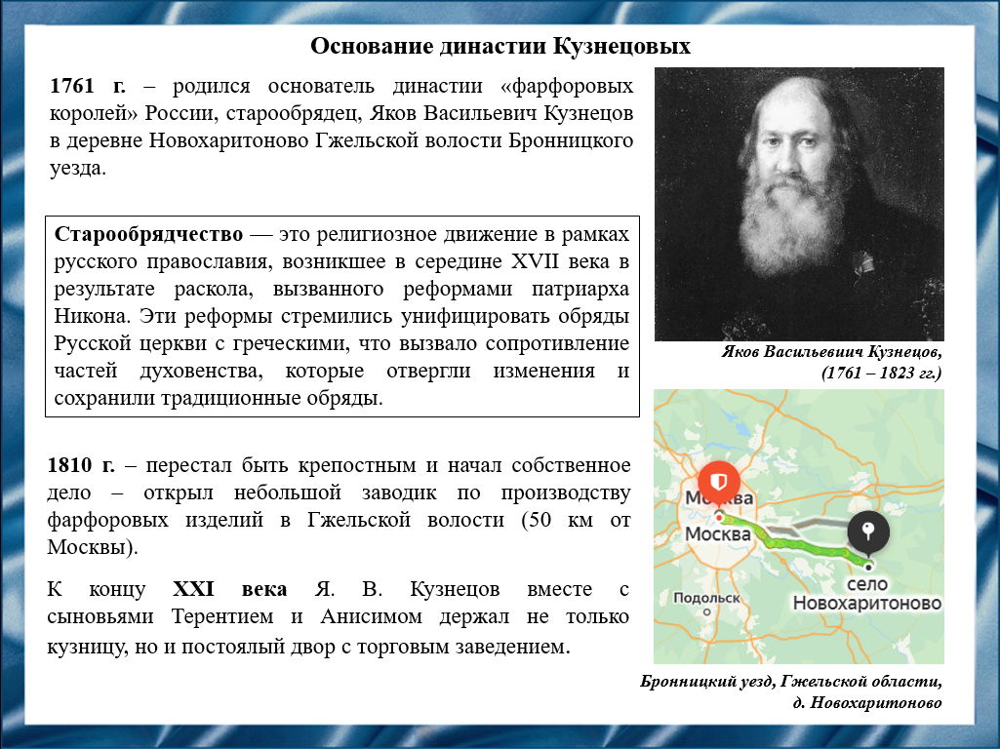 Основание династии Кузнецовых
1761 г. – родился основатель династии «фарфоровых
королей» России, старообрядец, Яков Васильевич Кузнецов
в деревне Новохаритоново Гжельской волости Бронницкого
уезда.
Старообрядчество — это религиозное движение в рамках
русского православия, возникшее в середине XVII века в
результате раскола, вызванного реформами патриарха
Никона. Эти реформы стремились унифицировать обряды
Русской церкви с греческими, что вызвало сопротивление
частей духовенства, которые отвергли изменения и
сохранили традиционные обряды.
1810 г. – перестал быть крепостным и начал собственное
дело – открыл небольшой заводик по производству
фарфоровых изделий в Гжельской волости (50 км от
Москвы).
К концу XXI века Я. В. Кузнецов вместе с
сыновьями Терентием и Анисимом держал не только
кузницу, но и постоялый двор с торговым заведением.
Яков Васильевиич Кузнецов,
(1761 – 1823 гг.)
Москва
Москва
Подольск
село
Новохаритоново
Бронницкий уезд, Гжельской области,
д. Новохаритоново